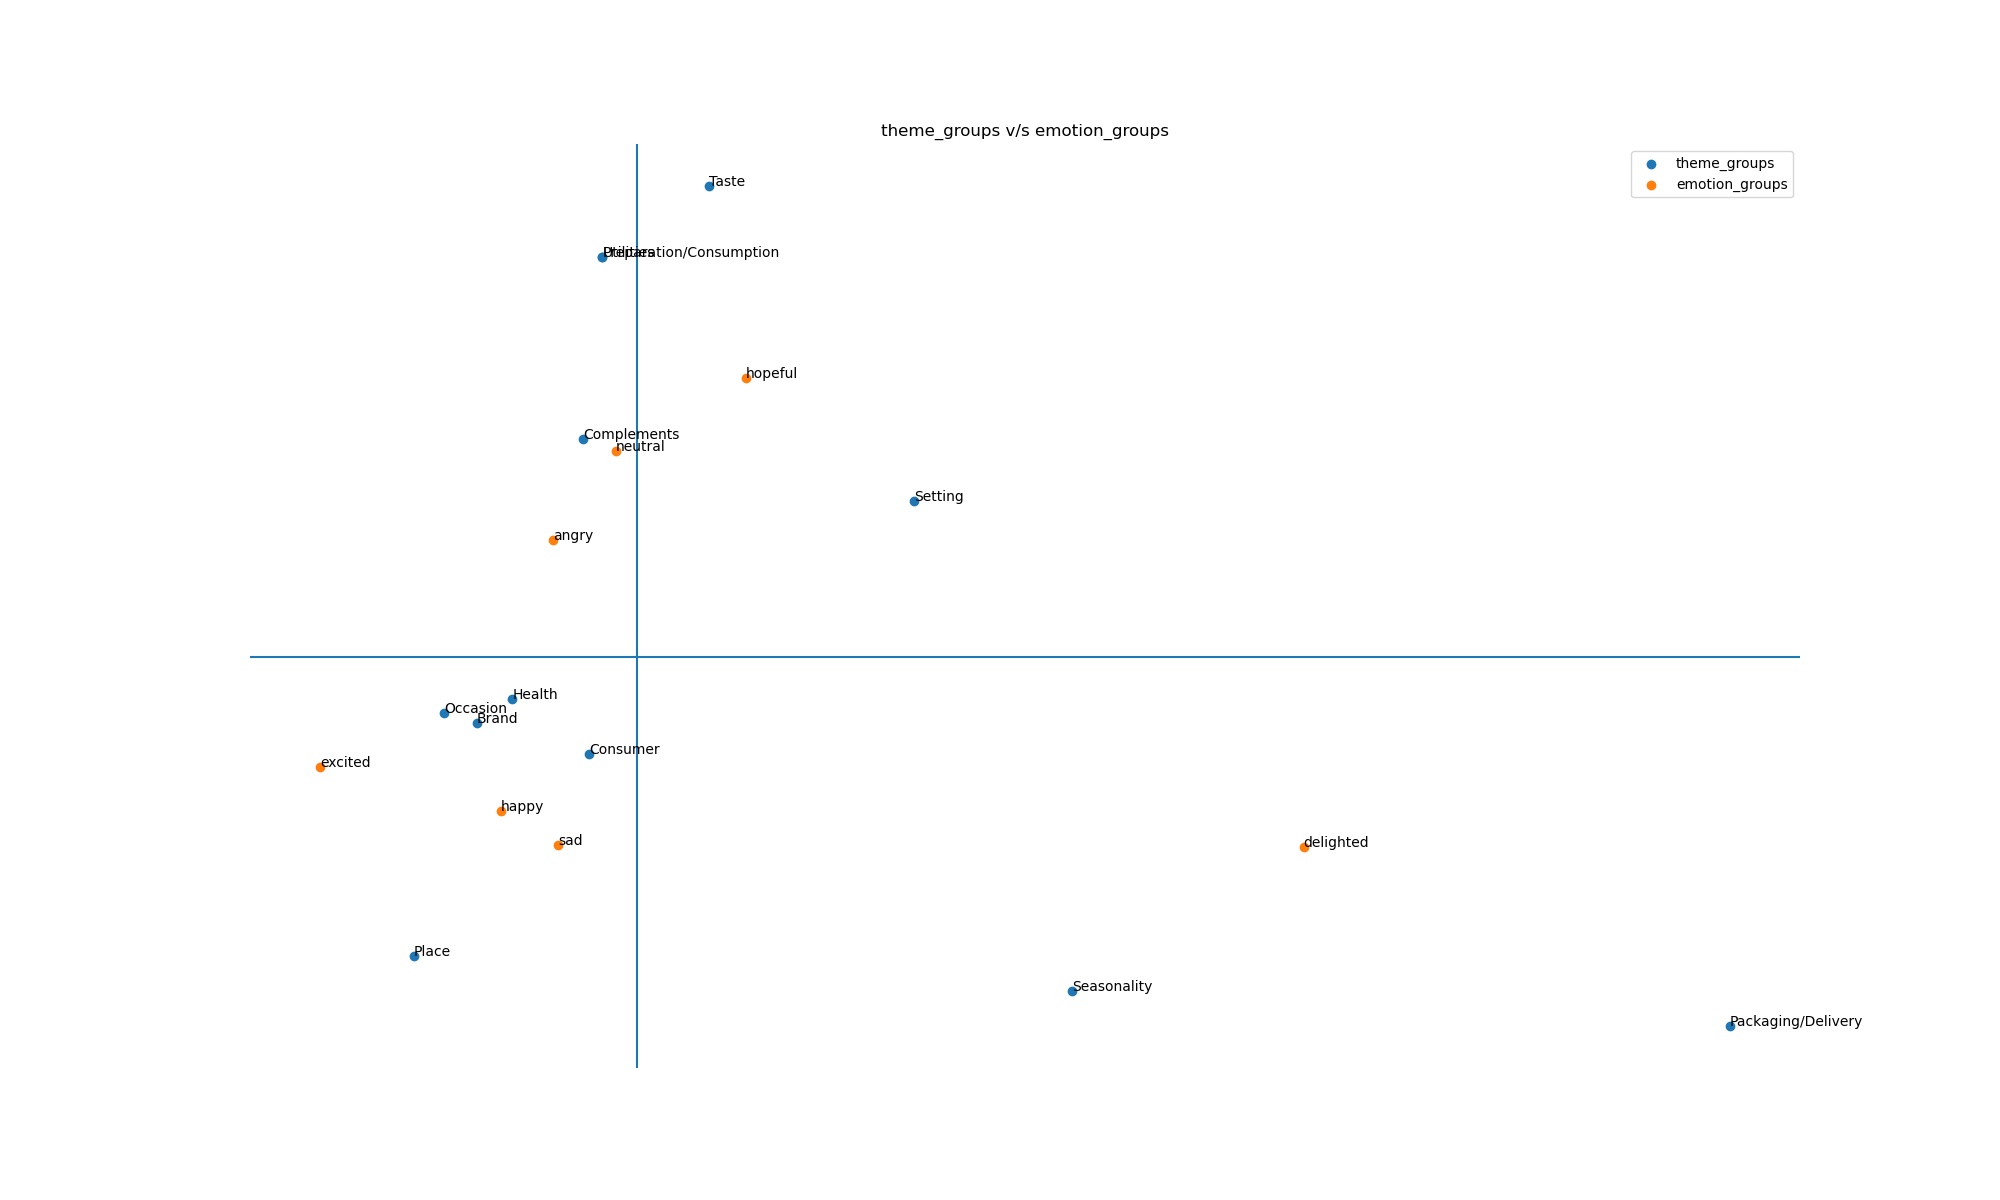 theme_groups v/s emotion_groups
theme_groups
emotion_groups
Taste
Preparation/Consumption
Utilities
hopeful
Complements
neutral
Setting
angry
Health
Occasion
Brand
Consumer
excited
happy
sad
delighted
Place
Seasonality
Packaging/Delivery